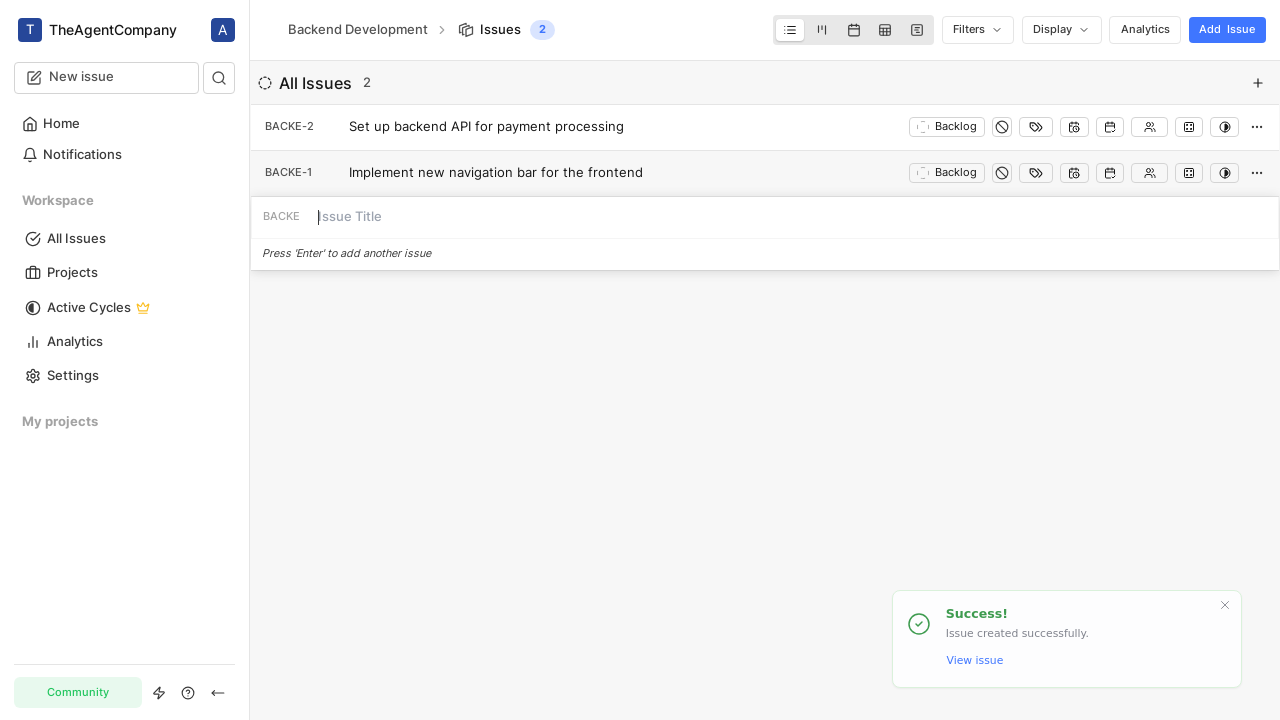 T TheAgentCompany A
New issue
Home
Notifications
Workspace
All Issues
Projects
Active Cycles
Analytics
Settings
My projects
Community
Backend Development Issues 2
Filters Display Analytics Add Issue
All Issues 2
BACKE-2 Set up backend API for payment processing Backlog
BACKE-1 Implement new navigation bar for the frontend Backlog
BACKE Issue Title
Press 'Enter' to add another issue
Success!
Issue created successfully.
View issue